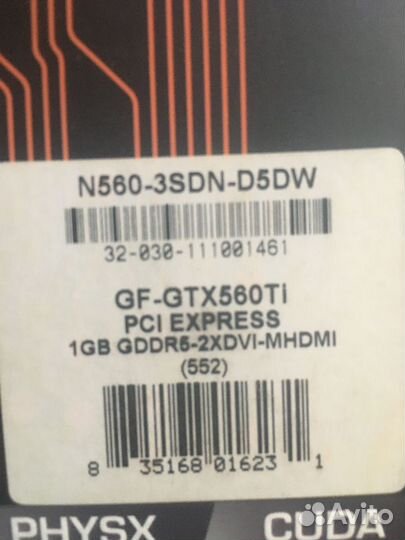 N560-3SDN-D5DW
32-030-111001461
GF-GTX560Ti
PCI EXPRESS
1GB GDDR5-2XDVI-MHDMI
(552)
8 35168 01623 1
PHYSX CUDA
Avito